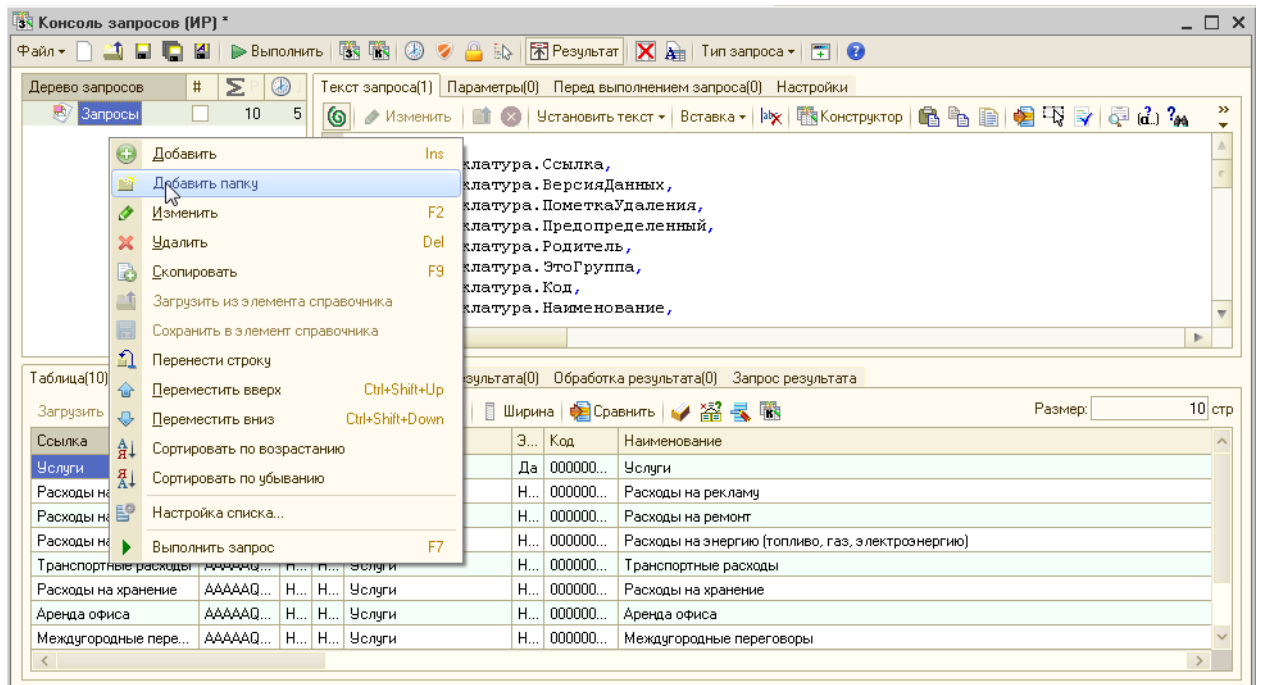 Консоль запросов (ИР) *
Файл Выполнить Результат Тип запроса
Дерево запросов # Σ
Текст запроса(1) Параметры(0) Перед выполнением запроса(0) Настройки
Запросы 10 5
Изменить Установить текст Вставка Конструктор
Добавить Ins
Добавить папку
Изменить F2
Удалить Del
Скопировать F9
Загрузить из элемента справочника
Сохранить в элемент справочника
Перенести строку
Переместить вверх Ctrl+Shift+Up
Переместить вниз Ctrl+Shift+Down
Сортировать по возрастанию
Сортировать по убыванию
Настройка списка...
Выполнить запрос F7
клатура.Ссылка,
клатура.ВерсияДанных,
клатура.ПометкаУдаления,
клатура.Предопределенный,
клатура.Родитель,
клатура.ЭтоГруппа,
клатура.Код,
клатура.Наименование,
Таблица(10) зультата(0) Обработка результата(0) Запрос результата
Загрузить Ширина Сравнить Размер: 10 стр
Ссылка Э... Код Наименование
Услуги Да 000000... Услуги
Расходы на Н... 000000... Расходы на рекламу
Расходы на Н... 000000... Расходы на ремонт
Расходы на Н... 000000... Расходы на энергию (топливо, газ, электроэнергию)
Транспортные расходы AAAAAQ... Н... Н... Услуги Н... 000000... Транспортные расходы
Расходы на хранение AAAAAQ... Н... Н... Услуги Н... 000000... Расходы на хранение
Аренда офиса AAAAAQ... Н... Н... Услуги Н... 000000... Аренда офиса
Междугородные пере... AAAAAQ... Н... Н... Услуги Н... 000000... Междугородные переговоры